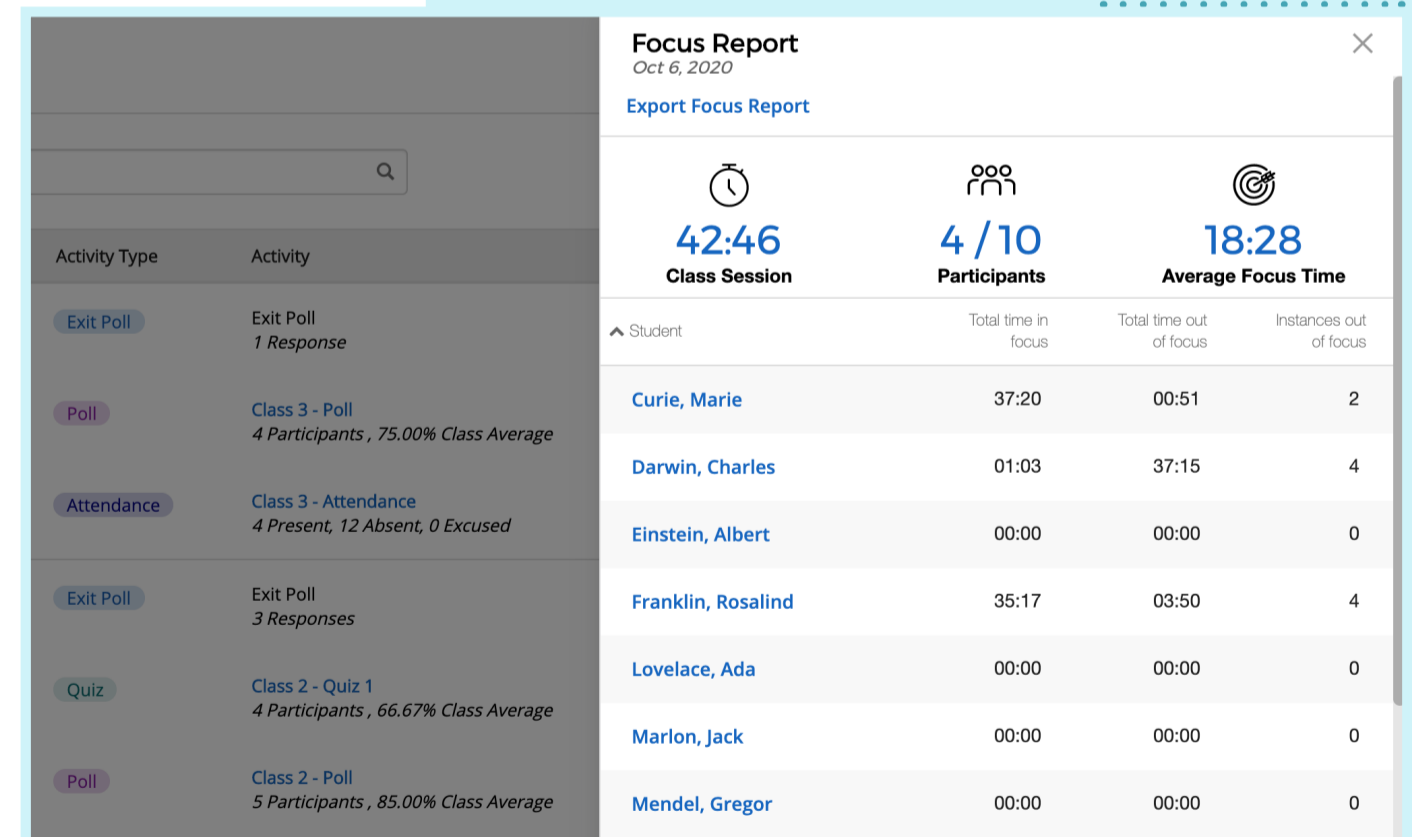 Focus Report
Oct 6, 2020
Export Focus Report
42:46
Class Session
4 / 10
Participants
18:28
Average Focus Time
Student
Total time in focus
Total time out of focus
Instances out of focus
Curie, Marie 37:20 00:51 2
Darwin, Charles 01:03 37:15 4
Einstein, Albert 00:00 00:00 0
Franklin, Rosalind 35:17 03:50 4
Lovelace, Ada 00:00 00:00 0
Marlon, Jack 00:00 00:00 0
Mendel, Gregor 00:00 00:00 0
Activity Type Activity
Exit Poll
Exit Poll
1 Response
Poll
Class 3 - Poll
4 Participants , 75.00% Class Average
Attendance
Class 3 - Attendance
4 Present, 12 Absent, 0 Excused
Exit Poll
Exit Poll
3 Responses
Quiz
Class 2 - Quiz 1
4 Participants , 66.67% Class Average
Poll
Class 2 - Poll
5 Participants , 85.00% Class Average